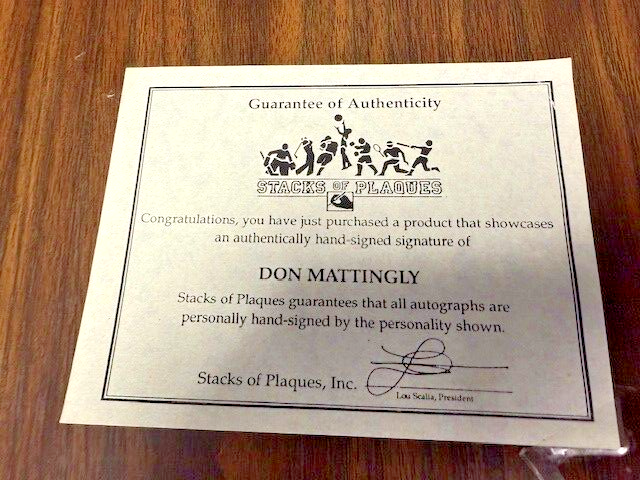 Guarantee of Authenticity
STACKS OF PLAQUES
Congratulations, you have just purchased a product that showcases
an authentically hand-signed signature of
DON MATTINGLY
Stacks of Plaques guarantees that all autographs are
personally hand-signed by the personality shown.
Stacks of Plaques, Inc.
Lou Scalia, President